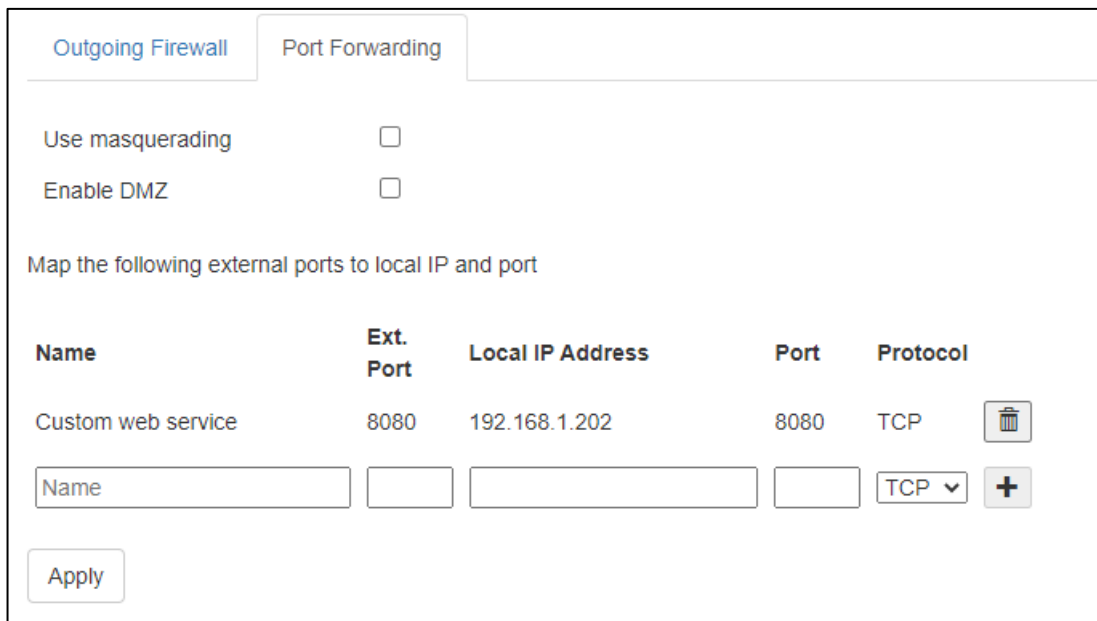 Outgoing Firewall Port Forwarding
Use masquerading
Enable DMZ
Map the following external ports to local IP and port
Name Ext. Port Local IP Address Port Protocol
Custom web service 8080 192.168.1.202 8080 TCP
Name TCP
Apply